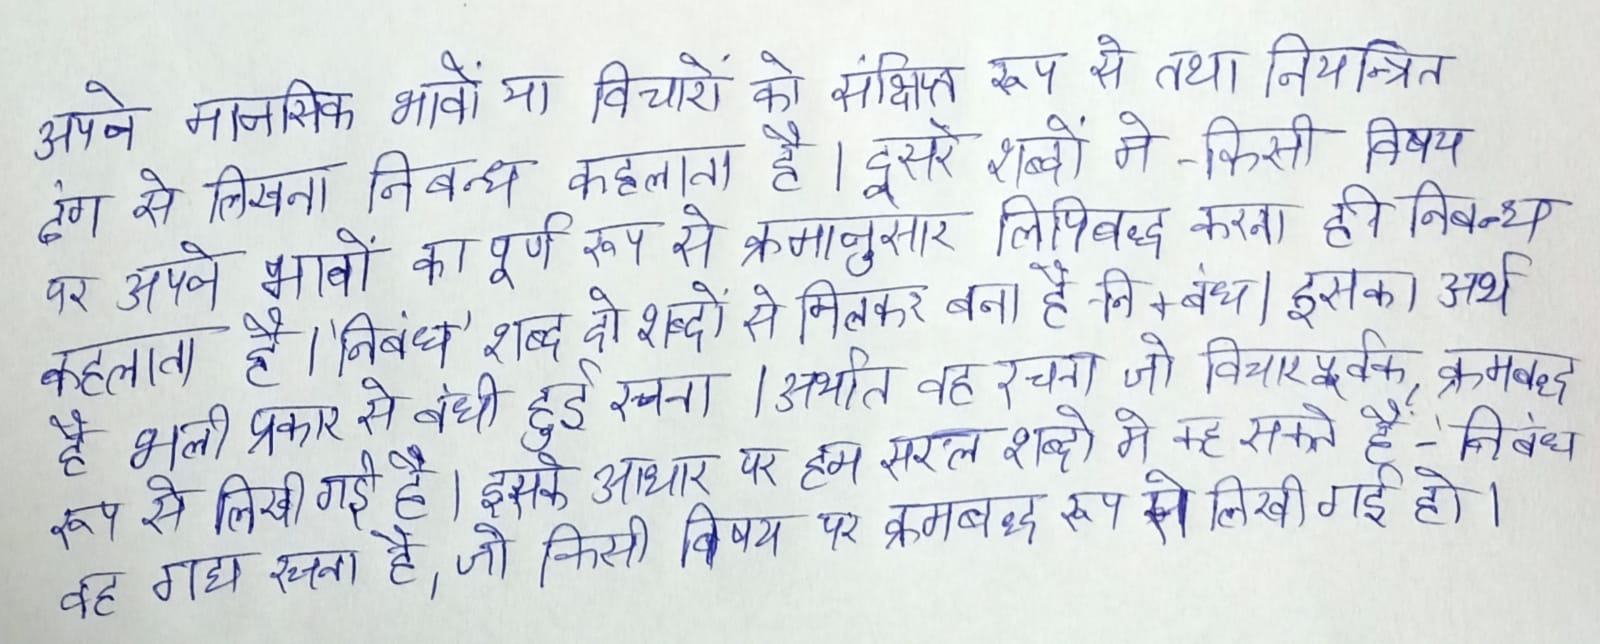 अपने मानसिक भावों या विचारों को संक्षिप्त रूप से तथा नियन्त्रित
ढंग से लिखना निबन्ध कहलाता है। दूसरे शब्दों मे - किसी विषय
पर अपने भावों का पूर्ण रूप से क्रमानुसार लिपिबद्ध करना ही निबन्ध
कहलाता है। 'निबंध' शब्द दो शब्दों से मिलकर बना है - नि + बंध। इसका अर्थ
है भली प्रकार से बंधी हुई रचना। अर्थात वह रचना जो विचारपूर्वक, क्रमबद्ध
रूप से लिखी गई है। इसके आधार पर हम सरल शब्दो मे कह सकते हैं - 'निबंध
वह गद्य रचना है, जो किसी विषय पर क्रमबद्ध रूप से लिखी गई हो।